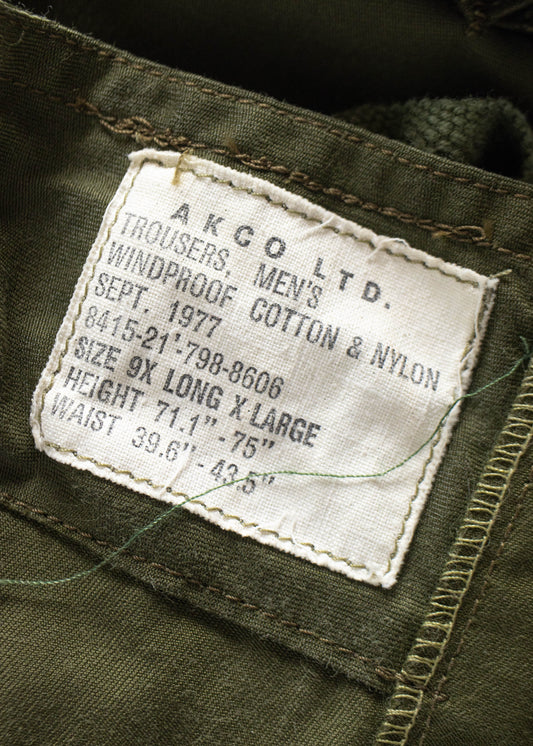 AKCO LTD.
TROUSERS, MEN'S
WINDPROOF COTTON & NYLON
SEPT. 1977
8415-21-798-8606
SIZE 9X LONG X LARGE
HEIGHT 71.1"-75"
WAIST 39.6"-43.5"